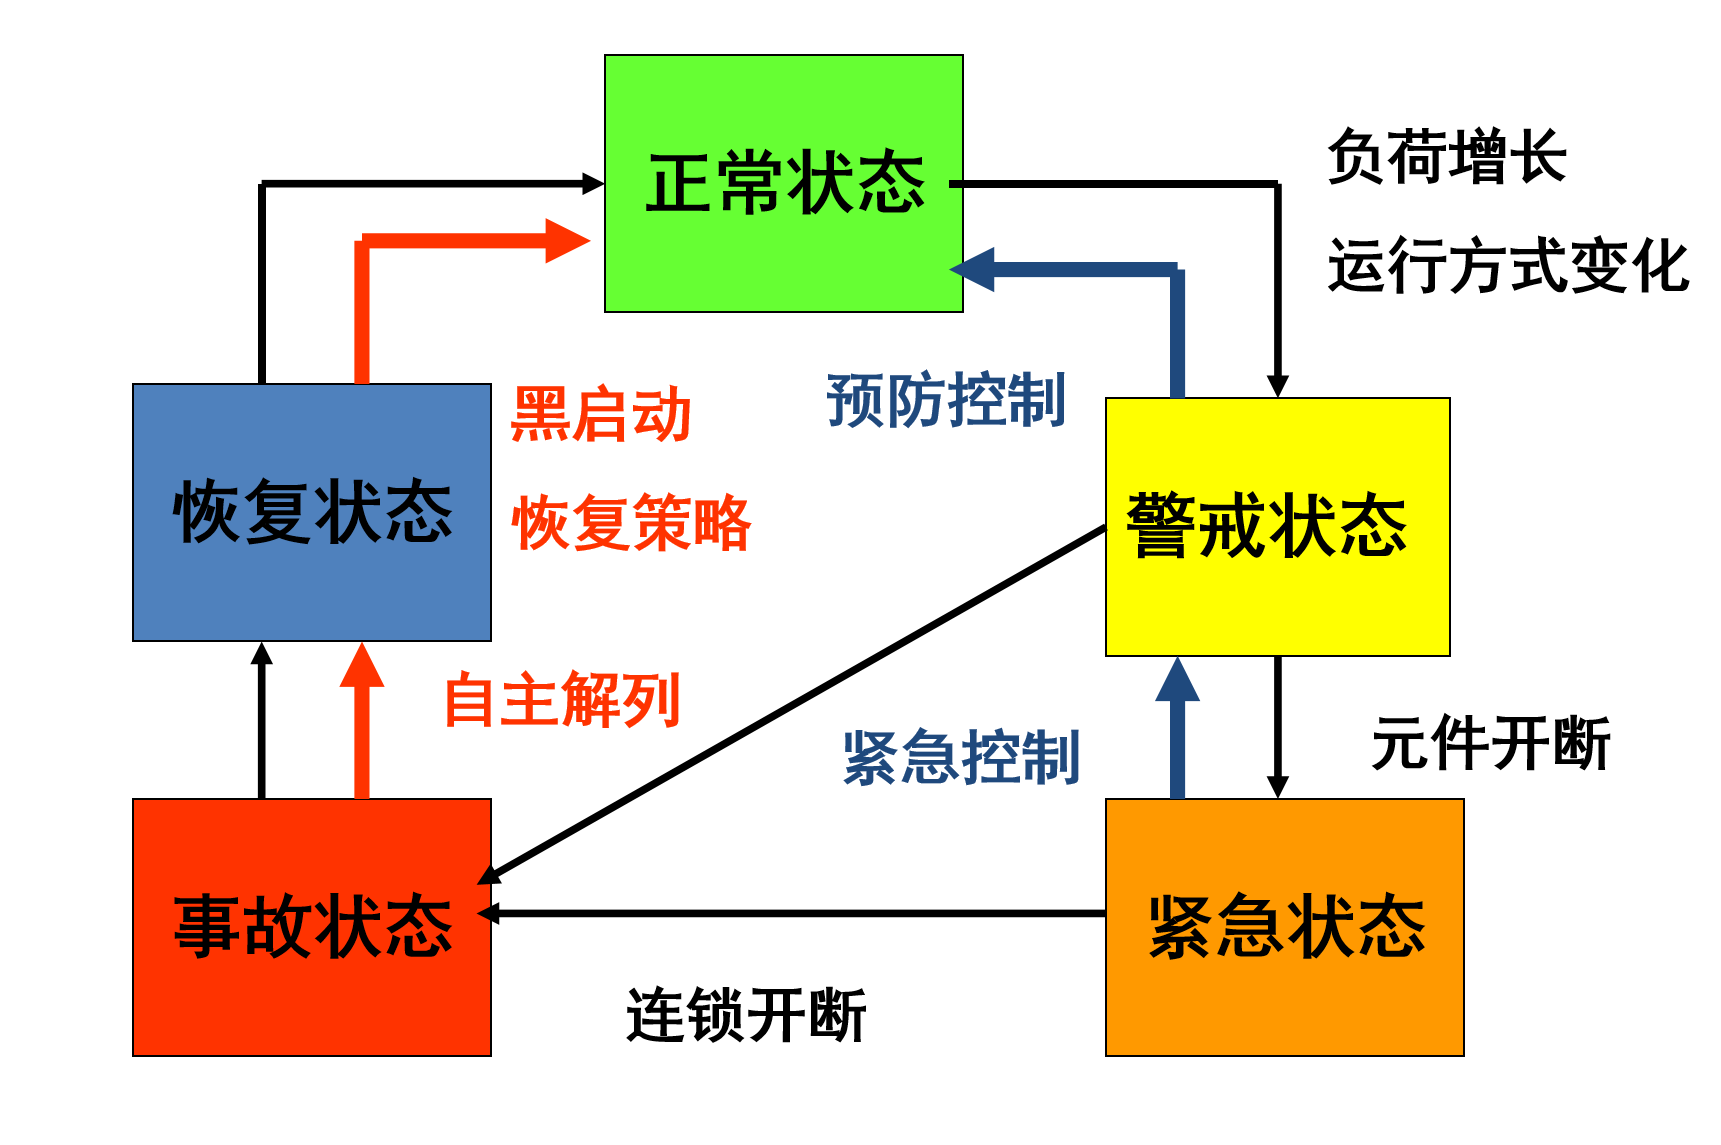 正常状态
负荷增长
运行方式变化
预防控制
黑启动
恢复策略
恢复状态
警戒状态
自主解列
紧急控制
元件开断
事故状态
紧急状态
连锁开断